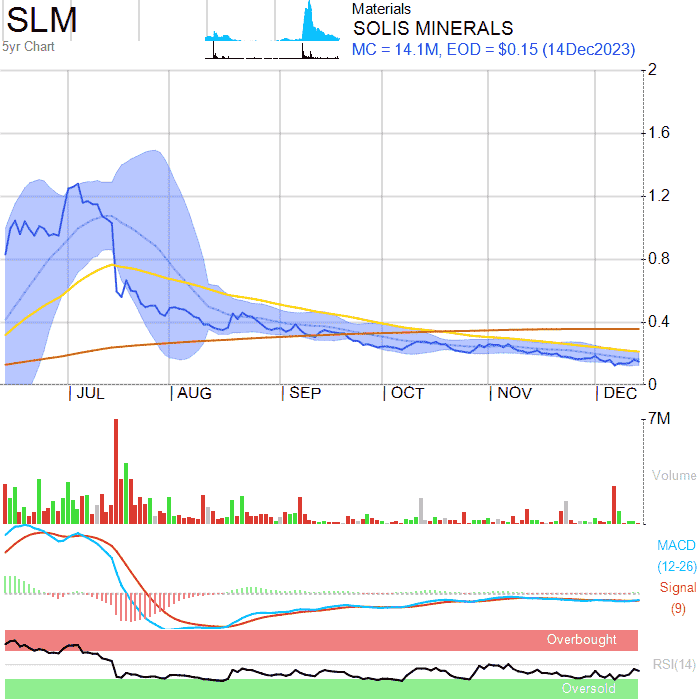 SLM
5yr Chart
Materials
SOLIS MINERALS
MC = 14.1M, EOD = $0.15 (14Dec2023)
2
1.6
1.2
0.8
0.4
0
JUL AUG SEP OCT NOV DEC
7M
Volume
MACD
(12-26)
Signal
(9)
Overbought
RSI(14)
Oversold